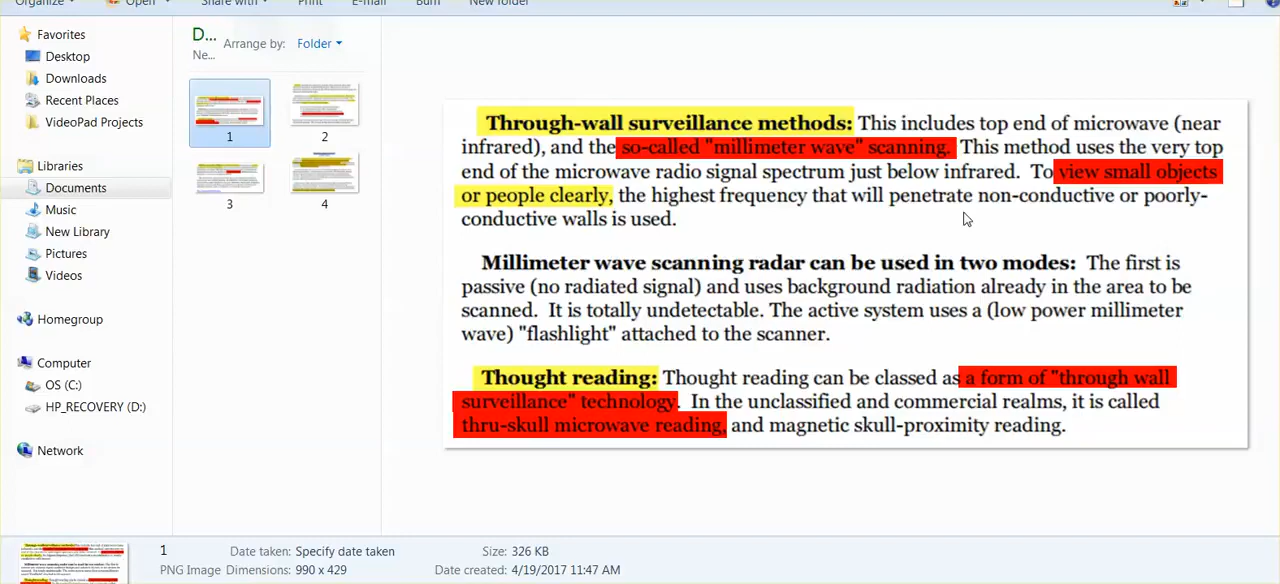 Organize
Open
Share with
Print
E-mail
Burn
New folder
Favorites
Desktop
Downloads
Recent Places
VideoPad Projects
Libraries
Documents
Music
New Library
Pictures
Videos
Homegroup
Computer
OS (C:)
HP_RECOVERY (D:)
Network
D...
Ne...
Arrange by: Folder
1
2
3
4
Through-wall surveillance methods: This includes top end of microwave (near
infrared), and the so-called "millimeter wave" scanning. This method uses the very top
end of the microwave radio signal spectrum just below infrared. To view small objects
or people clearly, the highest frequency that will penetrate non-conductive or poorly-
conductive walls is used.
Millimeter wave scanning radar can be used in two modes: The first is
passive (no radiated signal) and uses background radiation already in the area to be
scanned. It is totally undetectable. The active system uses a (low power millimeter
wave) "flashlight" attached to the scanner.
Thought reading: Thought reading can be classed as a form of "through wall
surveillance" technology. In the unclassified and commercial realms, it is called
thru-skull microwave reading, and magnetic skull-proximity reading.
1
Date taken: Specify date taken
Size: 326 KB
PNG Image
Dimensions: 990 x 429
Date created: 4/19/2017 11:47 AM